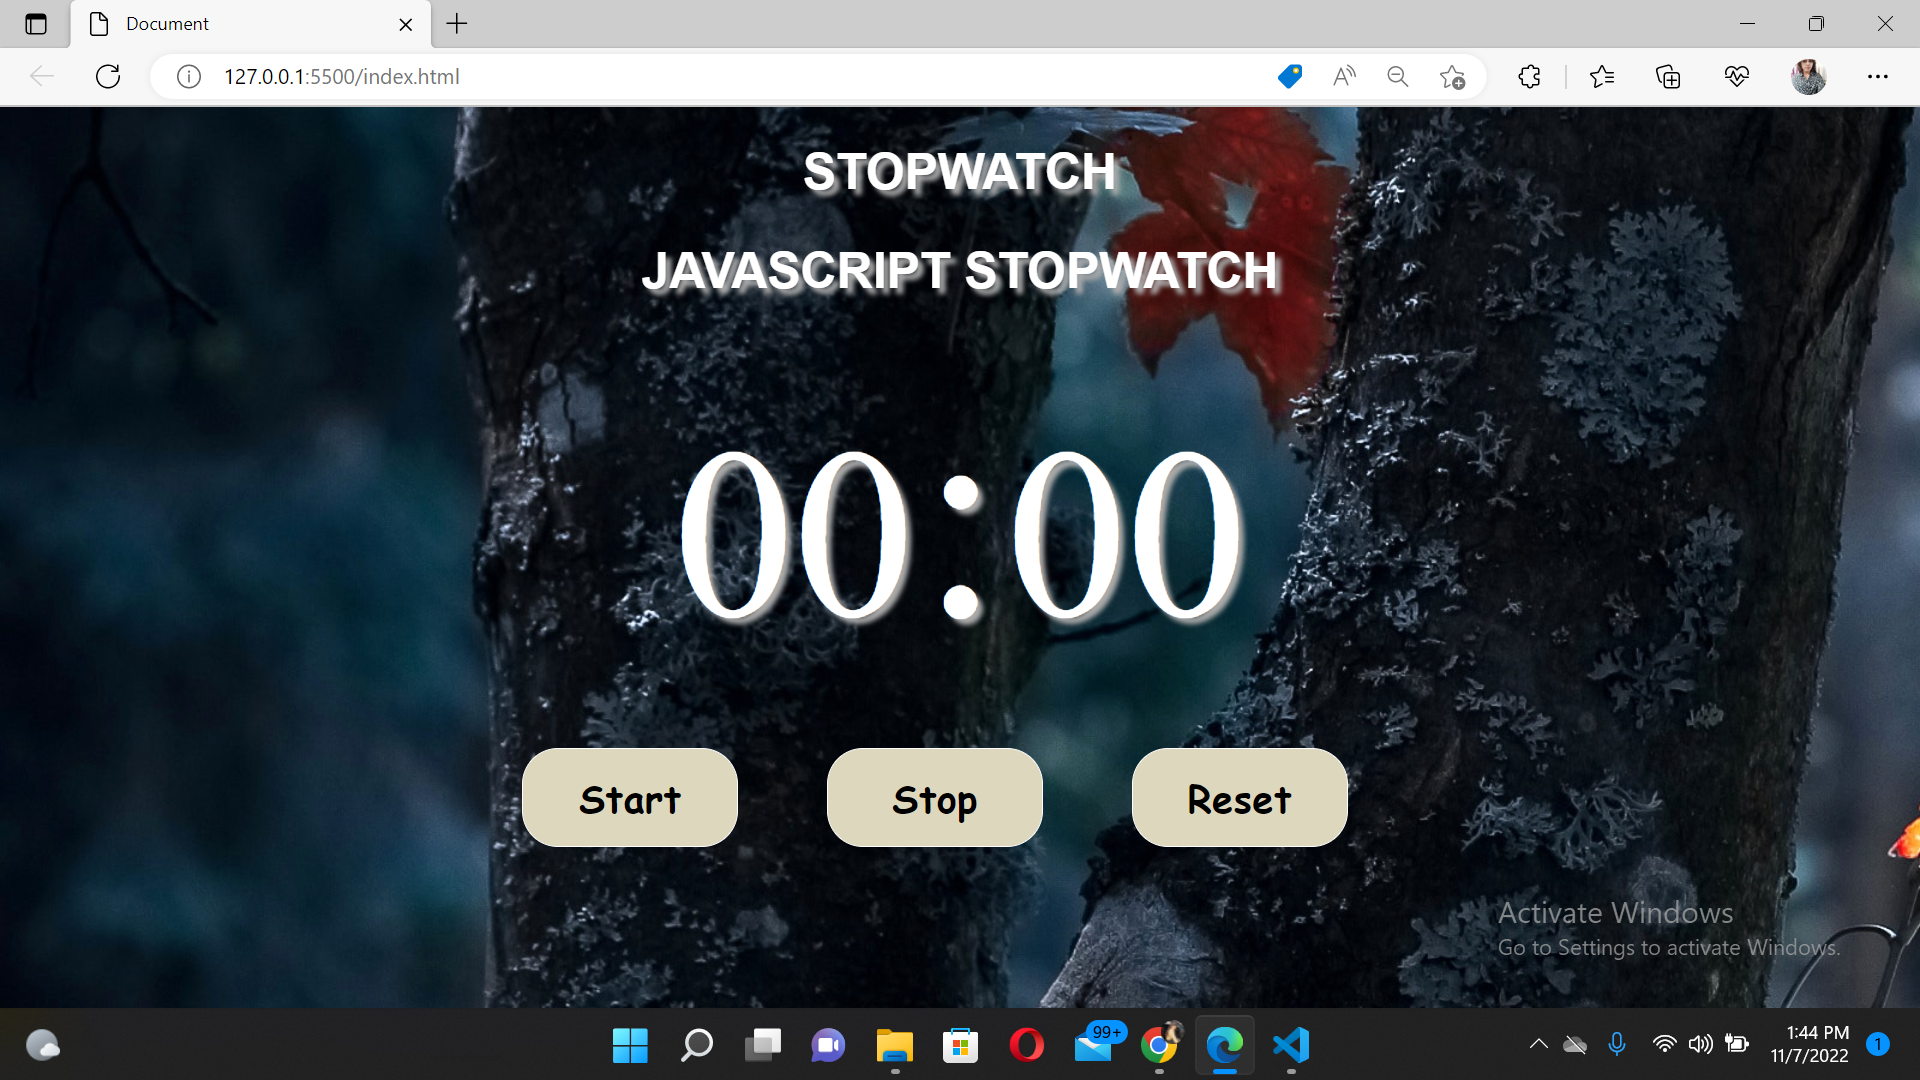 Document
127.0.0.1:5500/index.html
STOPWATCH
JAVASCRIPT STOPWATCH
00:00
Start
Stop
Reset
Activate Windows
Go to Settings to activate Windows.
99+
1:44 PM
11/7/2022
1